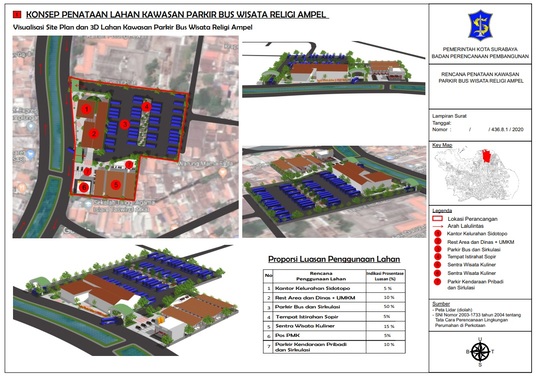 KONSEP PENATAAN LAHAN KAWASAN PARKIR BUS WISATA RELIGI AMPEL
Visualisai Site Plan dan 3D Lahan Kawasan Parkir Bus Wisata Religi Ampel
PEMERINTAH KOTA SURABAYA
BADAN PERENCANAAN PEMBANGUNAN
RENCANA PENATAAN KAWASAN
PARKIR BUS WISATA RELIGI AMPEL
Lampiran Surat
Tanggal:
Nomor : / / 436.8.1 / 2020
Key Map
Legenda
Lokasi Perancangan
Arah Lalulintas
1 Kantor Kelurahan Sidotopo
2 Rest Area dan Dinas + UMKM
3 Parkir Bus dan Sirkulasi
4 Tempat Istirahat Sopir
5 Sentra Wisata Kuliner
6 Sentra Wisata Kuliner
7 Parkir Kendaraan Pribadi
dan Sirkulasi
Sumber
- Peta Lidar (diolah)
- SNI Nomor 2003-1733 tahun 2004 tentang
Tata Cara Perencanaan Lingkungan
Perumahan di Perkotaan
U
B T
S
Proporsi Luasan Penggunaan Lahan
No Rencana Penggunaan Lahan Indikasi Presentase Luasan (%)
1 Kantor Kelurahan Sidotopo 5 %
2 Rest Area dan Dinas + UMKM 10 %
3 Parkir Bus dan Sirkulasi 50 %
4 Tempat Istirahat Sopir 5%
5 Sentra Wisata Kuliner 15 %
6 Pos PMK 5%
7 Parkir Kendaraan Pribadi dan Sirkulasi 10 %